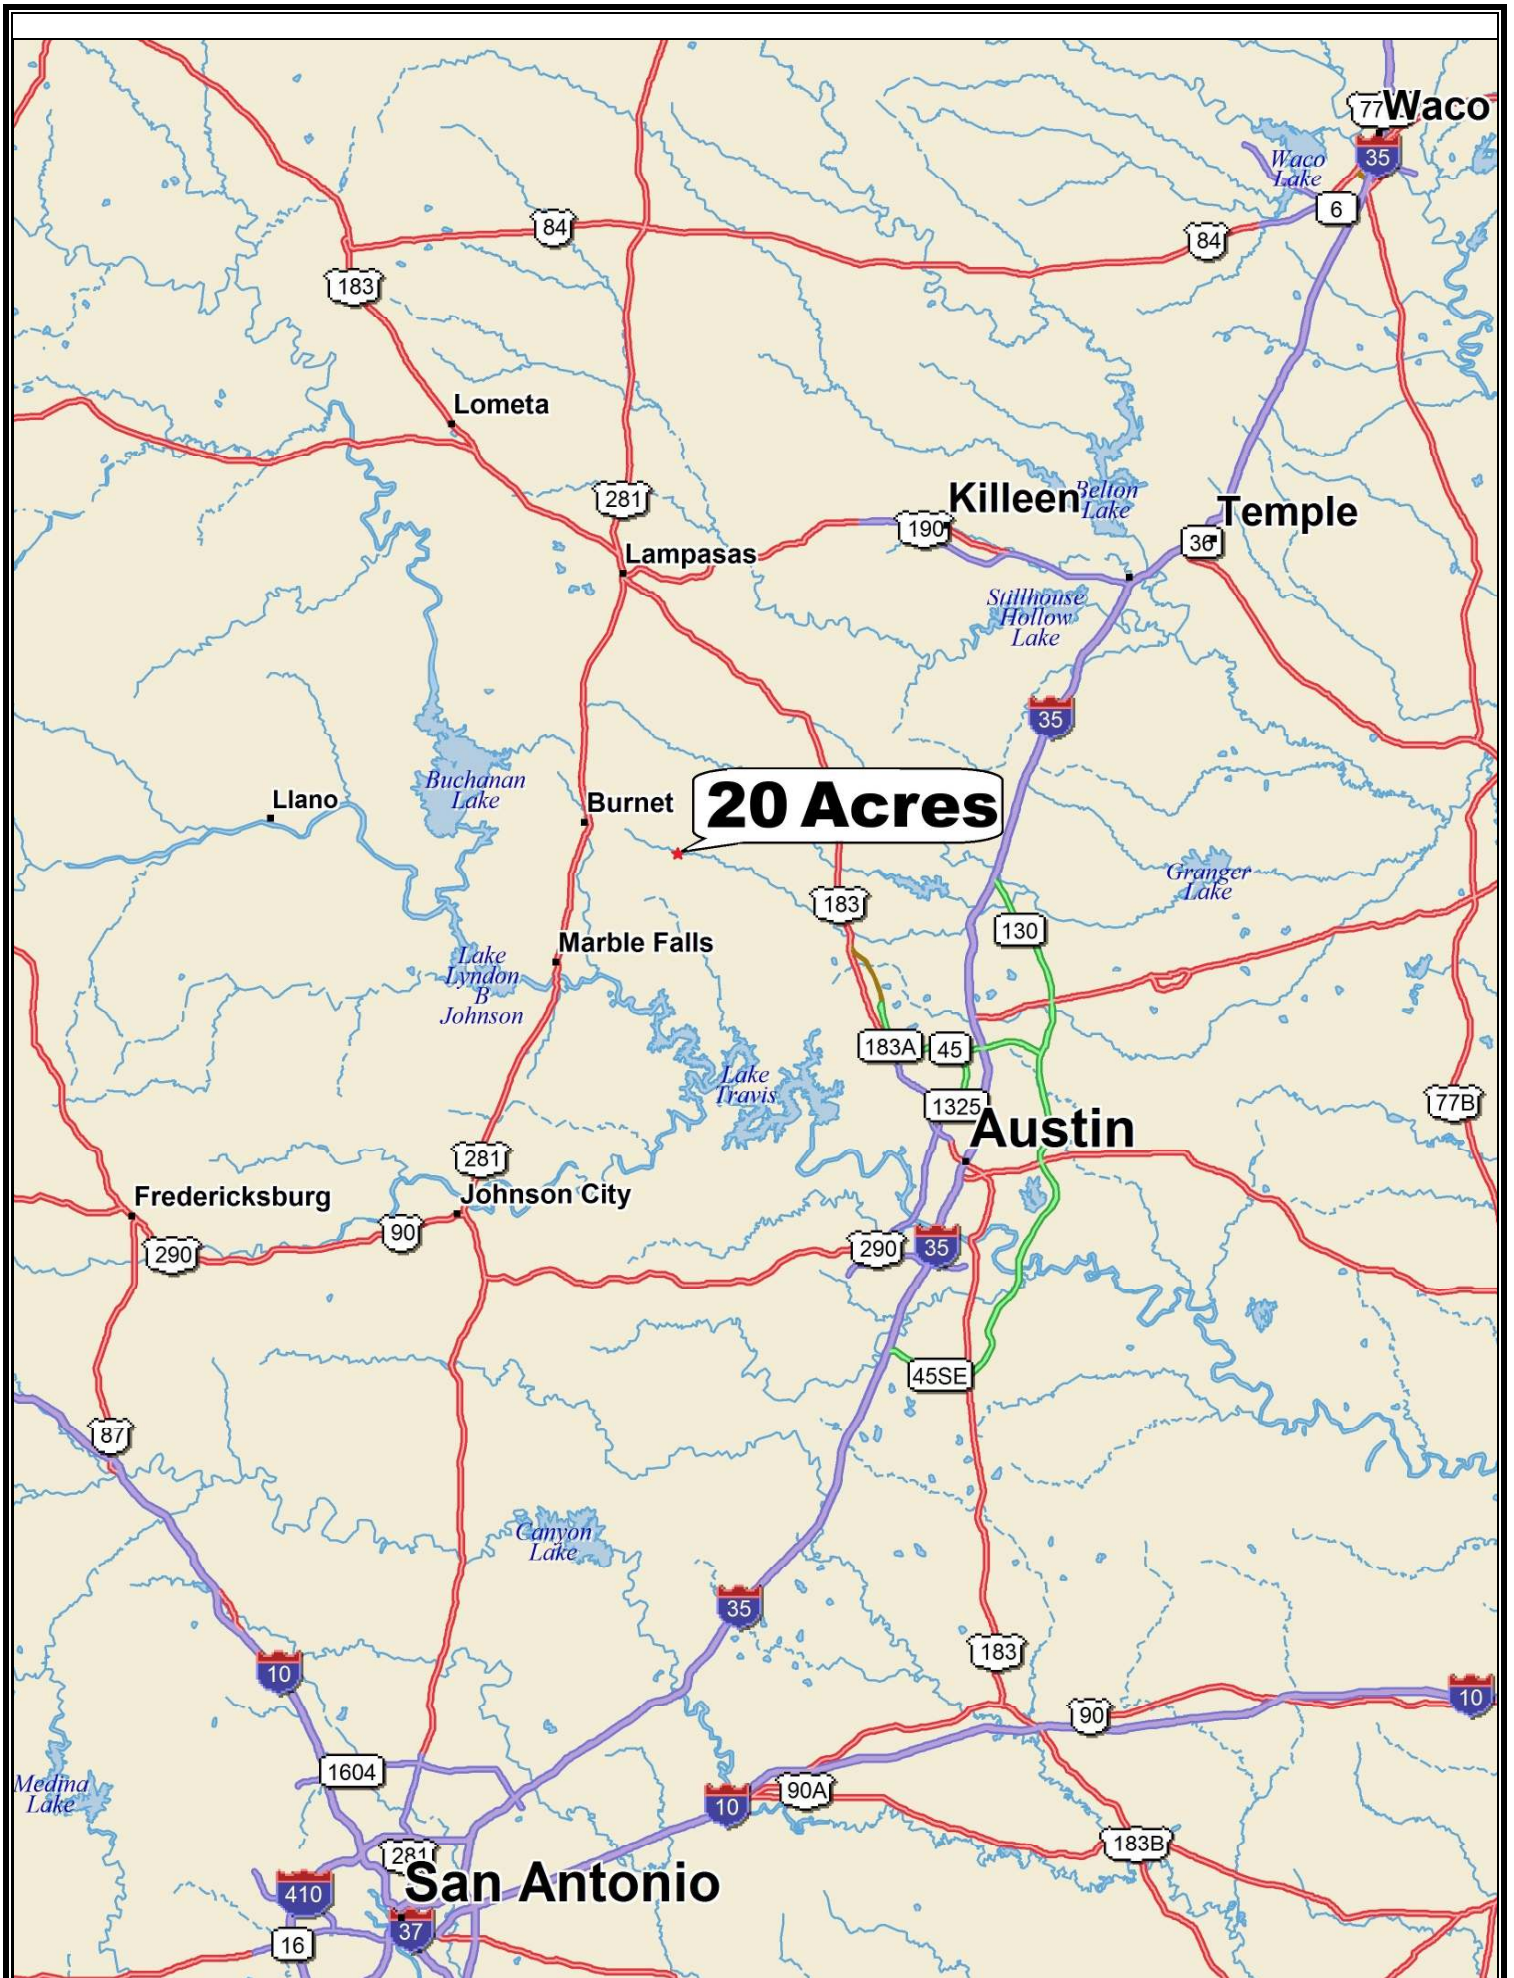 77
Waco
Waco
Lake
35
6
84
84
183
Lometa
281
Killeen
Belton
Lake
190
Temple
36
Lampasas
Stillhouse
Hollow
Lake
35
Buchanan
Lake
Llano
Burnet
20 Acres
Granger
Lake
183
130
Marble Falls
Lake
Lyndon
B
Johnson
183A
45
Lake
Travis
1325
77B
Austin
281
Fredericksburg
Johnson City
290
90
290
35
45SE
87
Canyon
Lake
35
10
183
90
10
1604
Medina
Lake
10
90A
183B
281
San Antonio
410
37
16